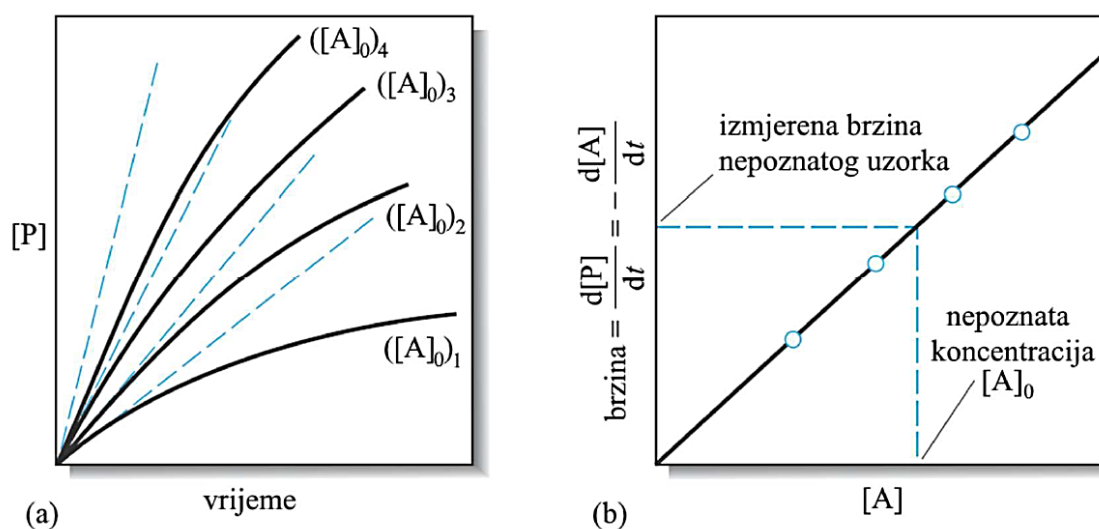 ([A]₀)₄
([A]₀)₃
[P]
([A]₀)₂
([A]₀)₁
vrijeme
(a)
brzina = d[P]/dt = − d[A]/dt
izmjerena brzina
nepoznatog uzorka
nepoznata
koncentracija
[A]₀
[A]
(b)